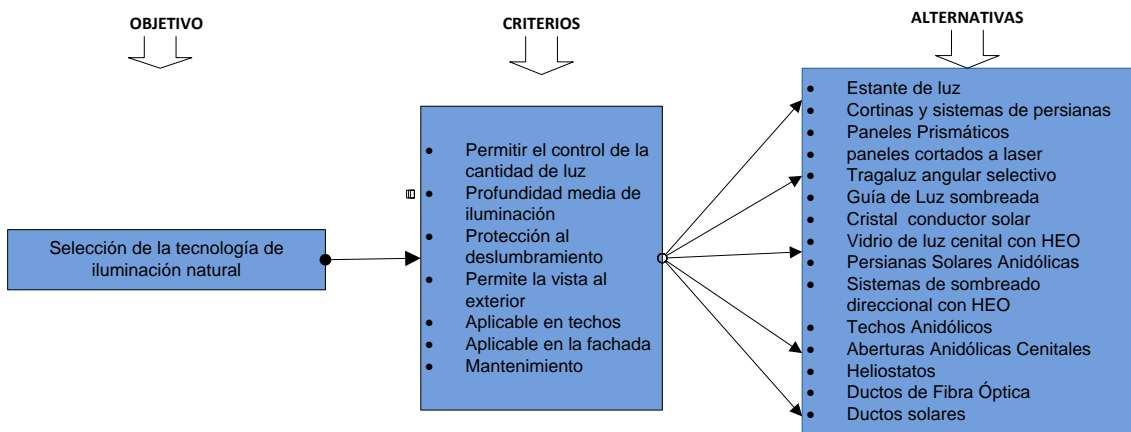 OBJETIVO
Selección de la tecnología de
iluminación natural
CRITERIOS
• Permitir el control de la
cantidad de luz
• Profundidad media de
iluminación
• Protección al
deslumbramiento
• Permite la vista al
exterior
• Aplicable en techos
• Aplicable en la fachada
• Mantenimiento
ALTERNATIVAS
• Estante de luz
• Cortinas y sistemas de persianas
• Paneles Prismáticos
• paneles cortados a laser
• Tragaluz angular selectivo
• Guía de Luz sombreada
• Cristal conductor solar
• Vidrio de luz cenital con HEO
• Persianas Solares Anidólicas
• Sistemas de sombreado
direccional con HEO
• Techos Anidólicos
• Aberturas Anidólicas Cenitales
• Heliostatos
• Ductos de Fibra Óptica
• Ductos solares